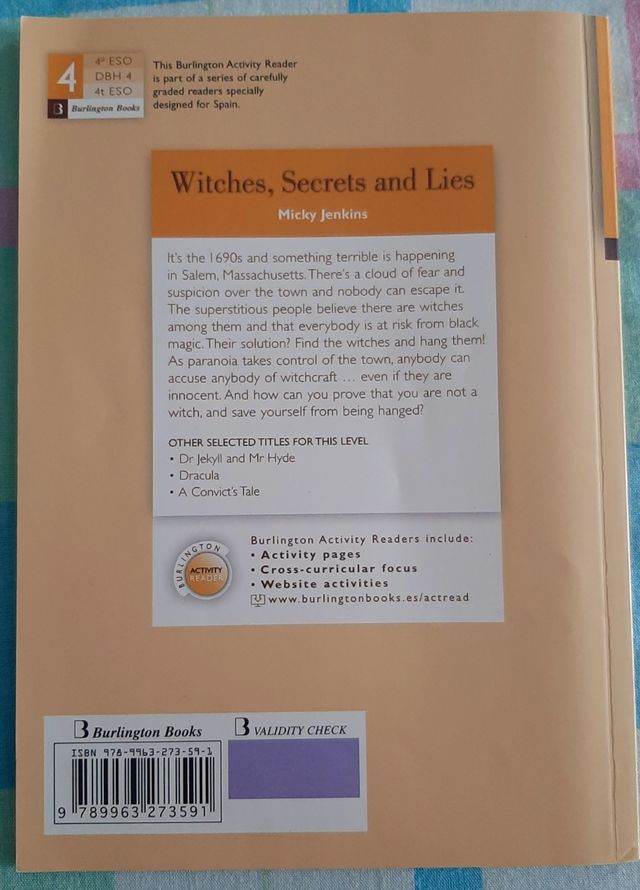 4
4º ESO
DBH 4
4t ESO
B Burlington Books
This Burlington Activity Reader
is part of a series of carefully
graded readers specially
designed for Spain.
Witches, Secrets and Lies
Micky Jenkins
It's the 1690s and something terrible is happening
in Salem, Massachusetts. There's a cloud of fear and
suspicion over the town and nobody can escape it.
The superstitious people believe there are witches
among them and that everybody is at risk from black
magic. Their solution? Find the witches and hang them!
As paranoia takes control of the town, anybody can
accuse anybody of witchcraft ... even if they are
innocent. And how can you prove that you are not a
witch, and save yourself from being hanged?
OTHER SELECTED TITLES FOR THIS LEVEL
• Dr Jekyll and Mr Hyde
• Dracula
• A Convict's Tale
BURLINGTON
ACTIVITY
READER
Burlington Activity Readers include:
• Activity pages
• Cross-curricular focus
• Website activities
www.burlingtonbooks.es/actread
B Burlington Books
B VALIDITY CHECK
ISBN 978-9963-273-59-1
9 789963 273591